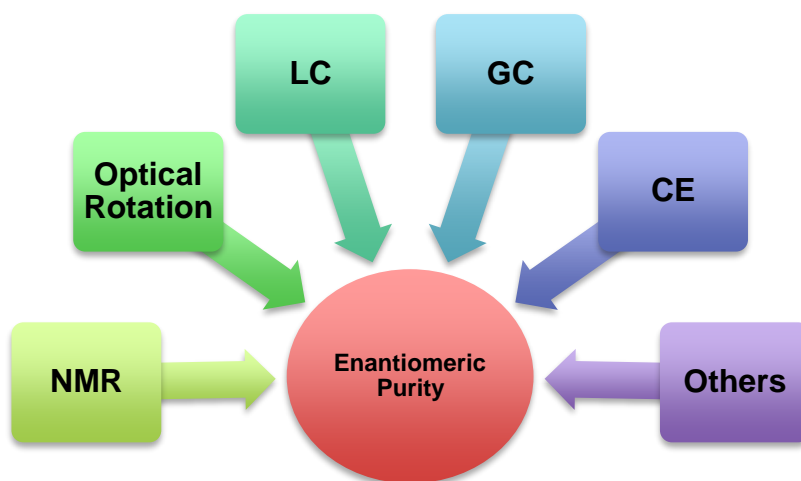 LC
GC
Optical
Rotation
CE
Enantiomeric
Purity
NMR
Others